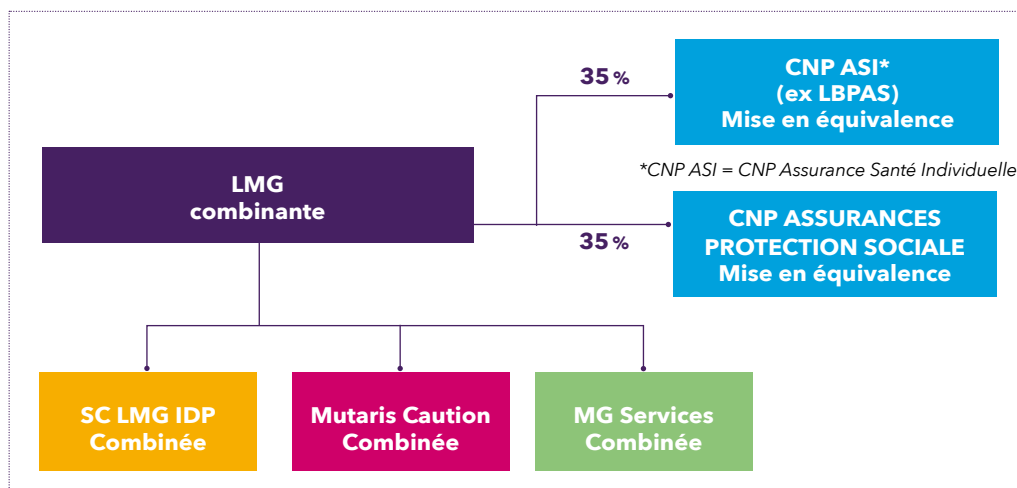 35 %
CNP ASI*
(ex LBPAS)
Mise en équivalence
*CNP ASI = CNP Assurance Santé Individuelle
LMG
combinante
35 %
CNP ASSURANCES
PROTECTION SOCIALE
Mise en équivalence
SC LMG IDP
Combinée
Mutaris Caution
Combinée
MG Services
Combinée